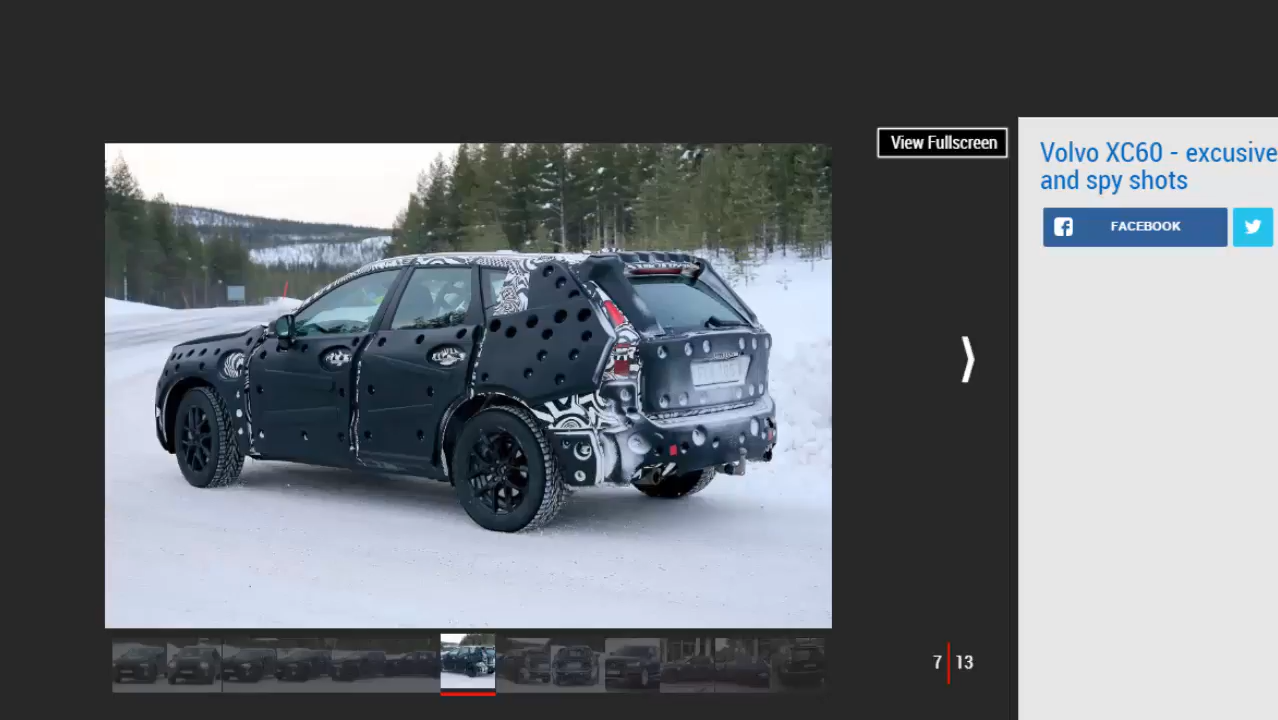 View Fullscreen
Volvo XC60 - excusive
and spy shots
FACEBOOK
7 13